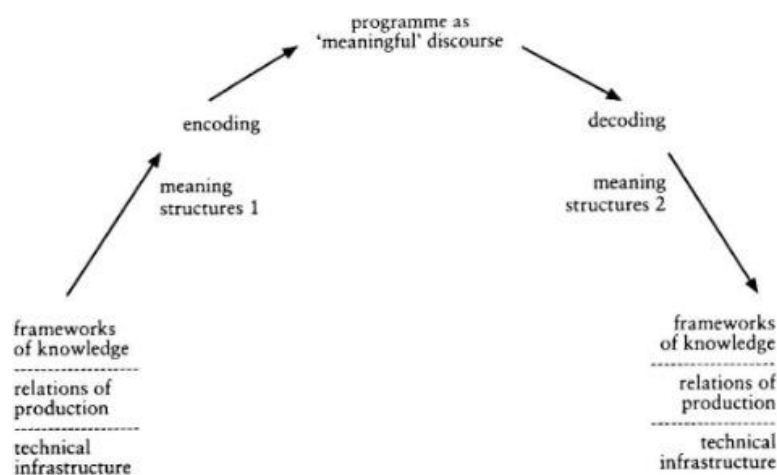 programme as
'meaningful' discourse
encoding
decoding
meaning
structures 1
meaning
structures 2
frameworks
of knowledge
relations of
production
technical
infrastructure
frameworks
of knowledge
relations of
production
technical
infrastructure